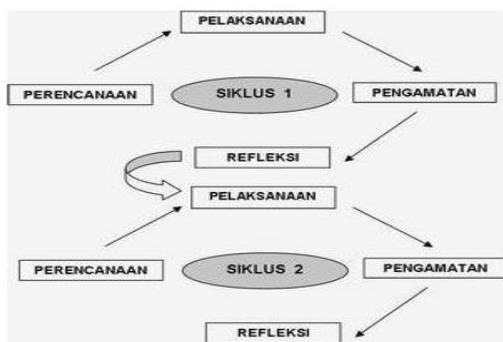 PELAKSANAAN
PERENCANAAN
SIKLUS 1
PENGAMATAN
REFLEKSI
PELAKSANAAN
PERENCANAAN
SIKLUS 2
PENGAMATAN
REFLEKSI